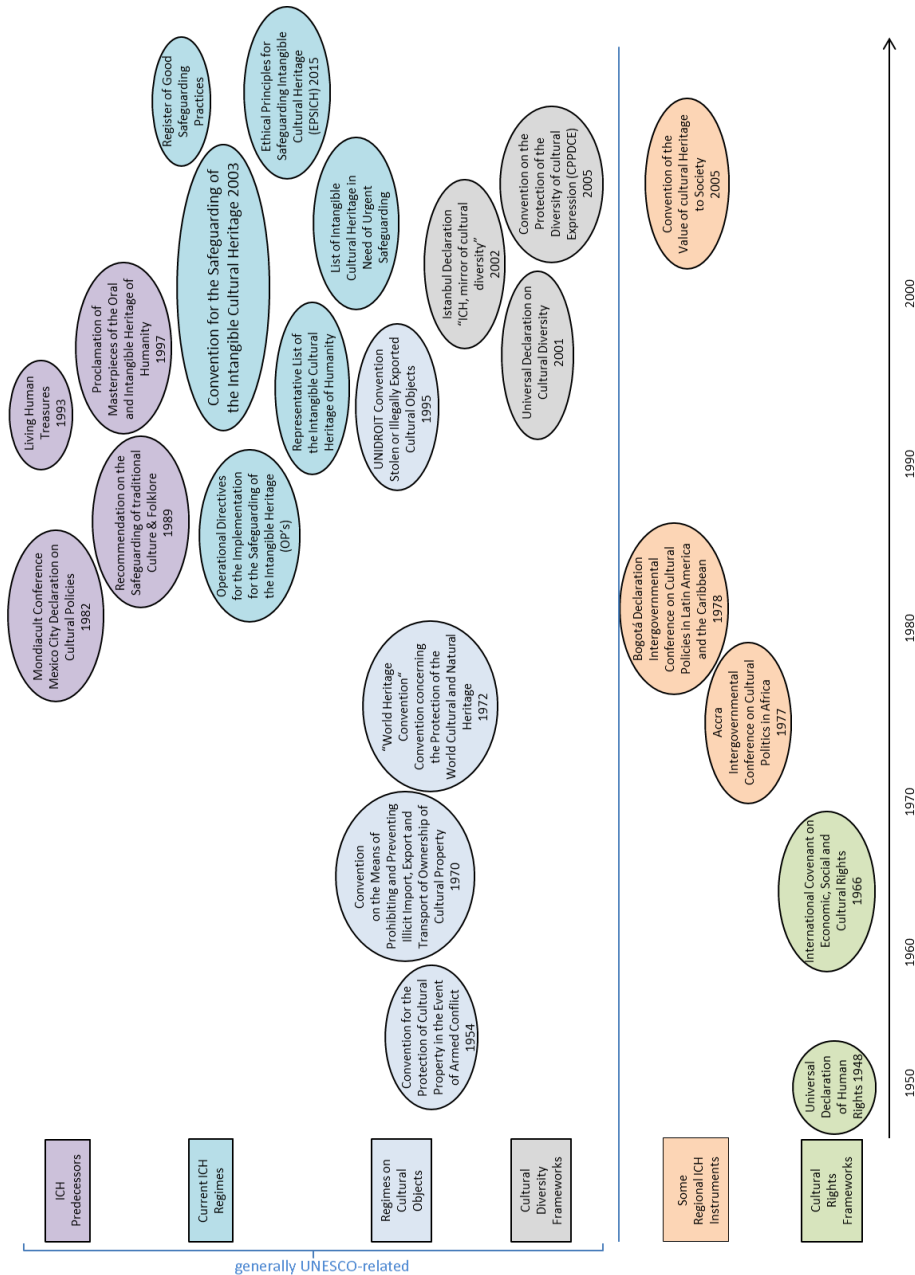 ICH
Predecessors
Mondiacult Conference
Mexico City Declaration on
Cultural Policies
1982
Recommendation on the
Safeguarding of traditional
Culture & Folklore
1989
Living Human
Treasures
1993
Proclamation of
Masterpieces of the Oral
and Intangible Heritage of
Humanity
1997
Current ICH
Regimes
Operational Directives
for the Implementation
for the Safeguarding of
the Intangible Heritage
(OP's)
Convention for the Safeguarding of
the Intangible Cultural Heritage 2003
Register of Good
Safeguarding
Practices
Ethical Principles for
Safeguarding Intangible
Cultural Heritage
(EPSICH) 2015
Representative List of
the Intangible Cultural
Heritage of Humanity
List of Intangible
Cultural Heritage in
Need of Urgent
Safeguarding
Regimes on
Cultural
Objects
Convention for the
Protection of Cultural
Property in the Event
of Armed Conflict
1954
Convention
on the Means of
Prohibiting and Preventing
Illicit Import, Export and
Transport of Ownership of
Cultural Property
1970
"World Heritage
Convention"
Convention concerning
the Protection of the
World Cultural and Natural
Heritage
1972
UNIDROIT Convention
Stolen or Illegally Exported
Cultural Objects
1995
Cultural
Diversity
Frameworks
Istanbul Declaration
"ICH, mirror of cultural
diversity"
2002
Universal Declaration on
Cultural Diversity
2001
Convention on the
Protection of the
Diversity of cultural
Expression (CPPDCE)
2005
generally UNESCO-related
Some
Regional ICH
Instruments
Bogotá Declaration
Intergovernmental
Conference on Cultural
Policies in Latin America
and the Caribbean
1978
Accra
Intergovernmental
Conference on Cultural
Politics in Africa
1977
Convention of the
Value of cultural Heritage
to Society
2005
Cultural
Rights
Frameworks
Universal
Declaration
of Human
Rights 1948
International Covenant on
Economic, Social and
Cultural Rights
1966
1950
1960
1970
1980
1990
2000